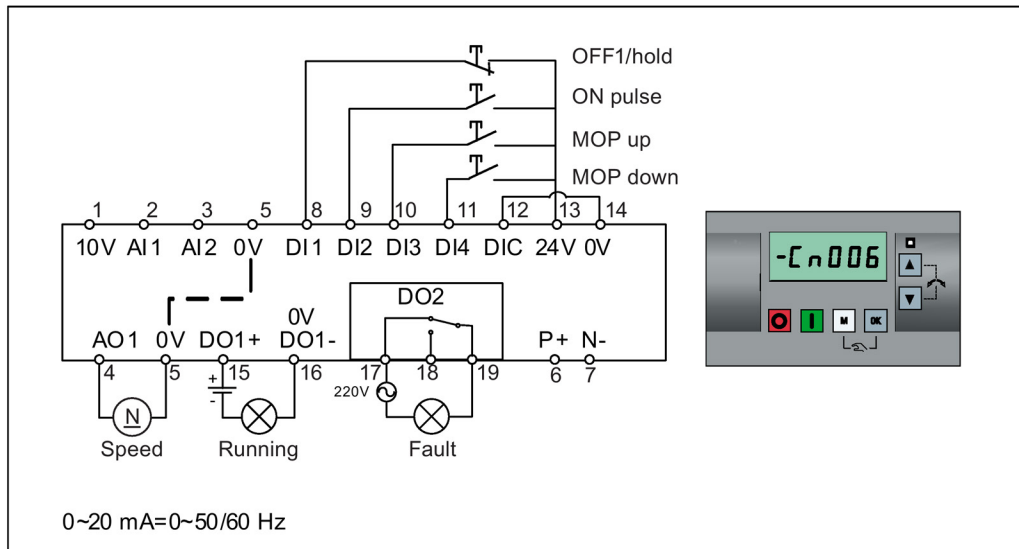 OFF1/hold
ON pulse
MOP up
MOP down
1 2 3 5 8 9 10 11 12 13 14
10V AI1 AI2 0V DI1 DI2 DI3 DI4 DIC 24V 0V
DO2
0V
AO1 0V DO1+ DO1- P+ N-
4 5 15 16 17 18 19 6 7
+
-
220V
N
Speed Running Fault
0~20 mA=0~50/60 Hz
-Cn006
M OK